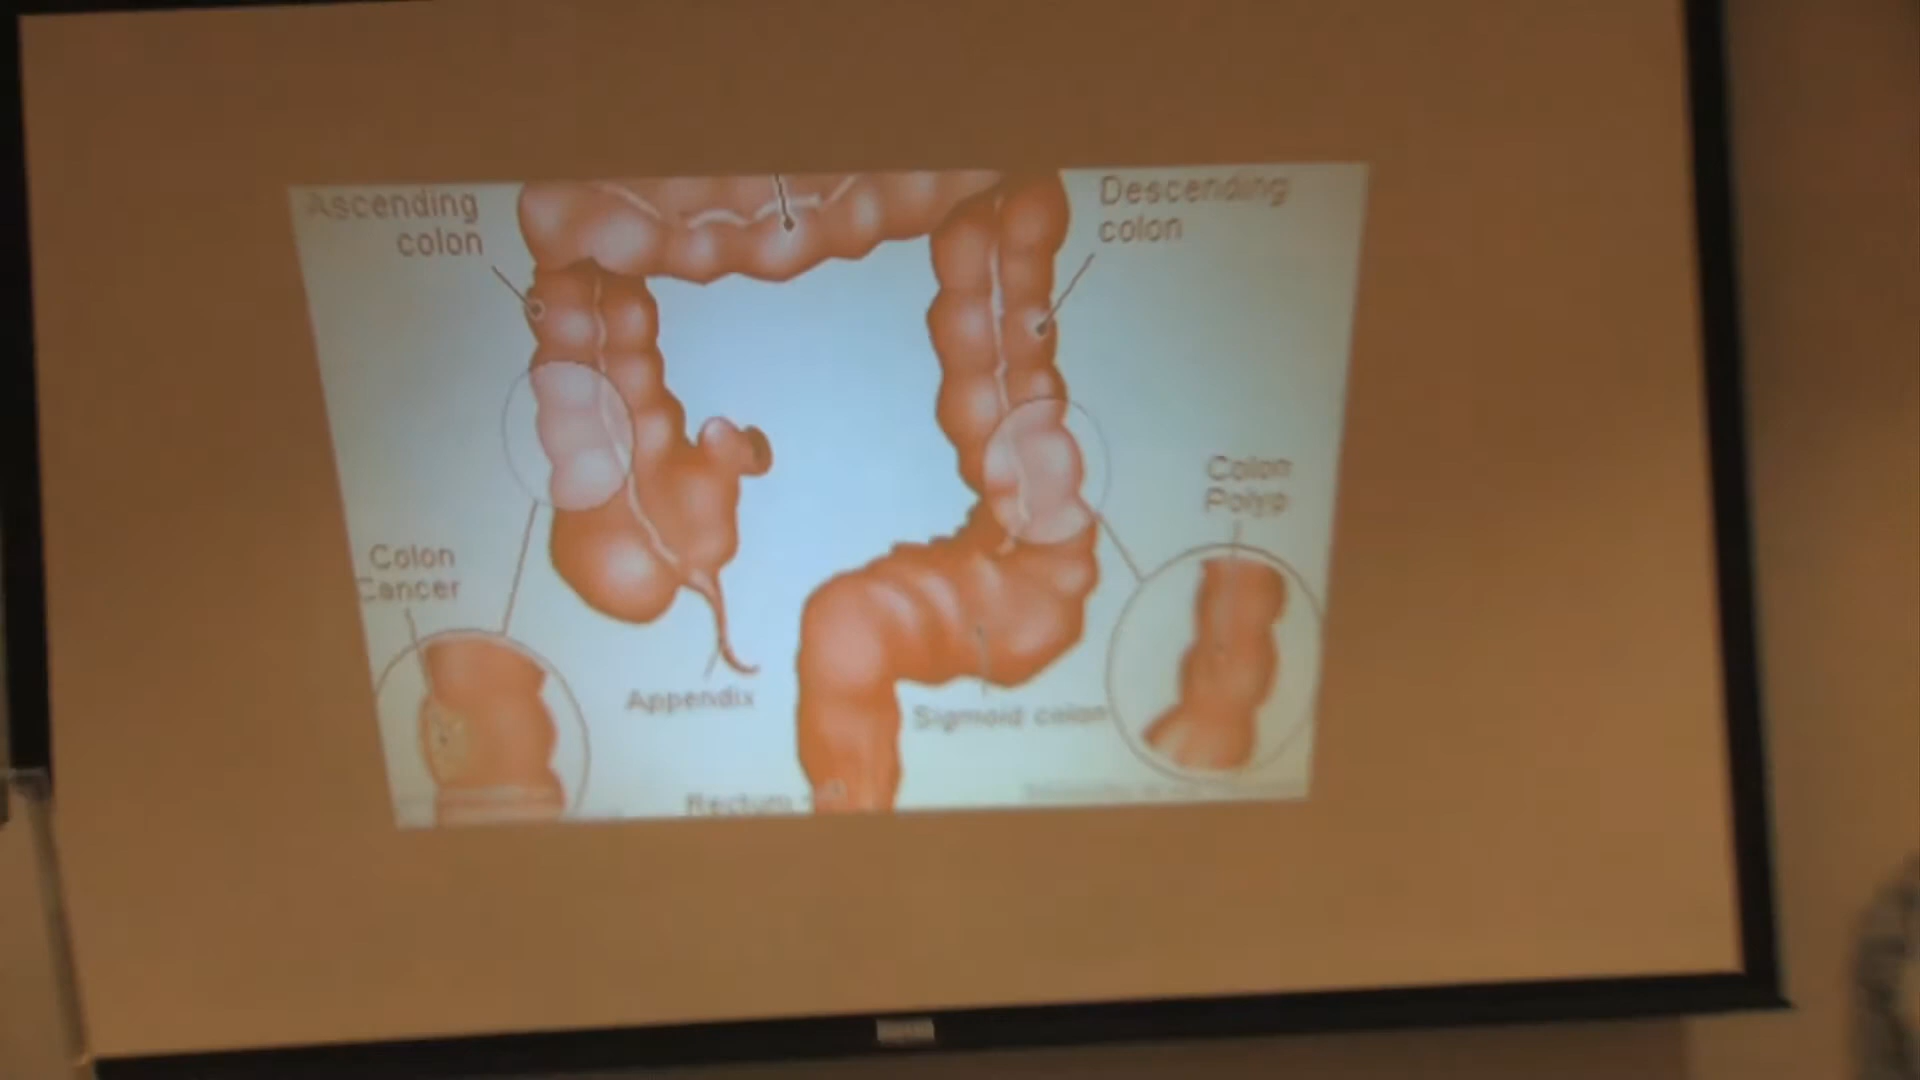 Ascending
colon
Descending
colon
Colon
Polyp
Colon
Cancer
Appendix
Sigmoid colon
Rectum